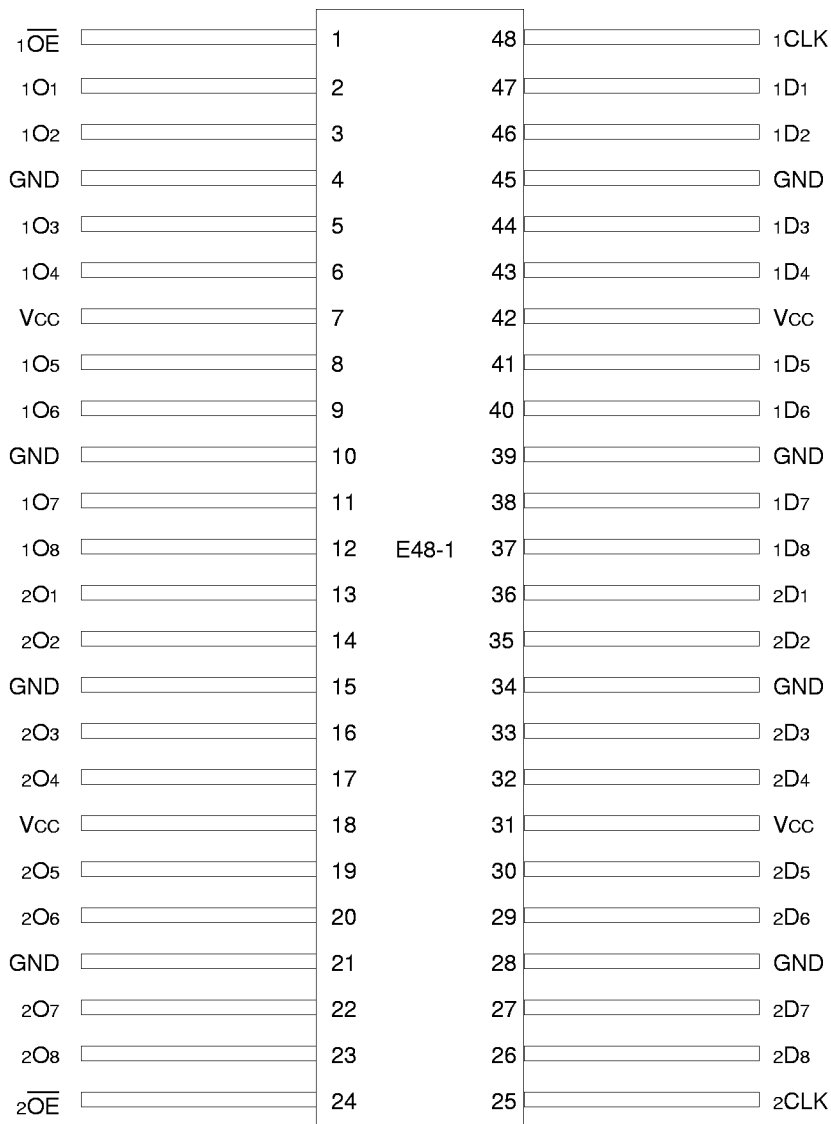 1OE 1 48 1CLK
1O1 2 47 1D1
1O2 3 46 1D2
GND 4 45 GND
1O3 5 44 1D3
1O4 6 43 1D4
VCC 7 42 VCC
1O5 8 41 1D5
1O6 9 40 1D6
GND 10 39 GND
1O7 11 38 1D7
1O8 12 E48-1 37 1D8
2O1 13 36 2D1
2O2 14 35 2D2
GND 15 34 GND
2O3 16 33 2D3
2O4 17 32 2D4
VCC 18 31 VCC
2O5 19 30 2D5
2O6 20 29 2D6
GND 21 28 GND
2O7 22 27 2D7
2O8 23 26 2D8
2OE 24 25 2CLK